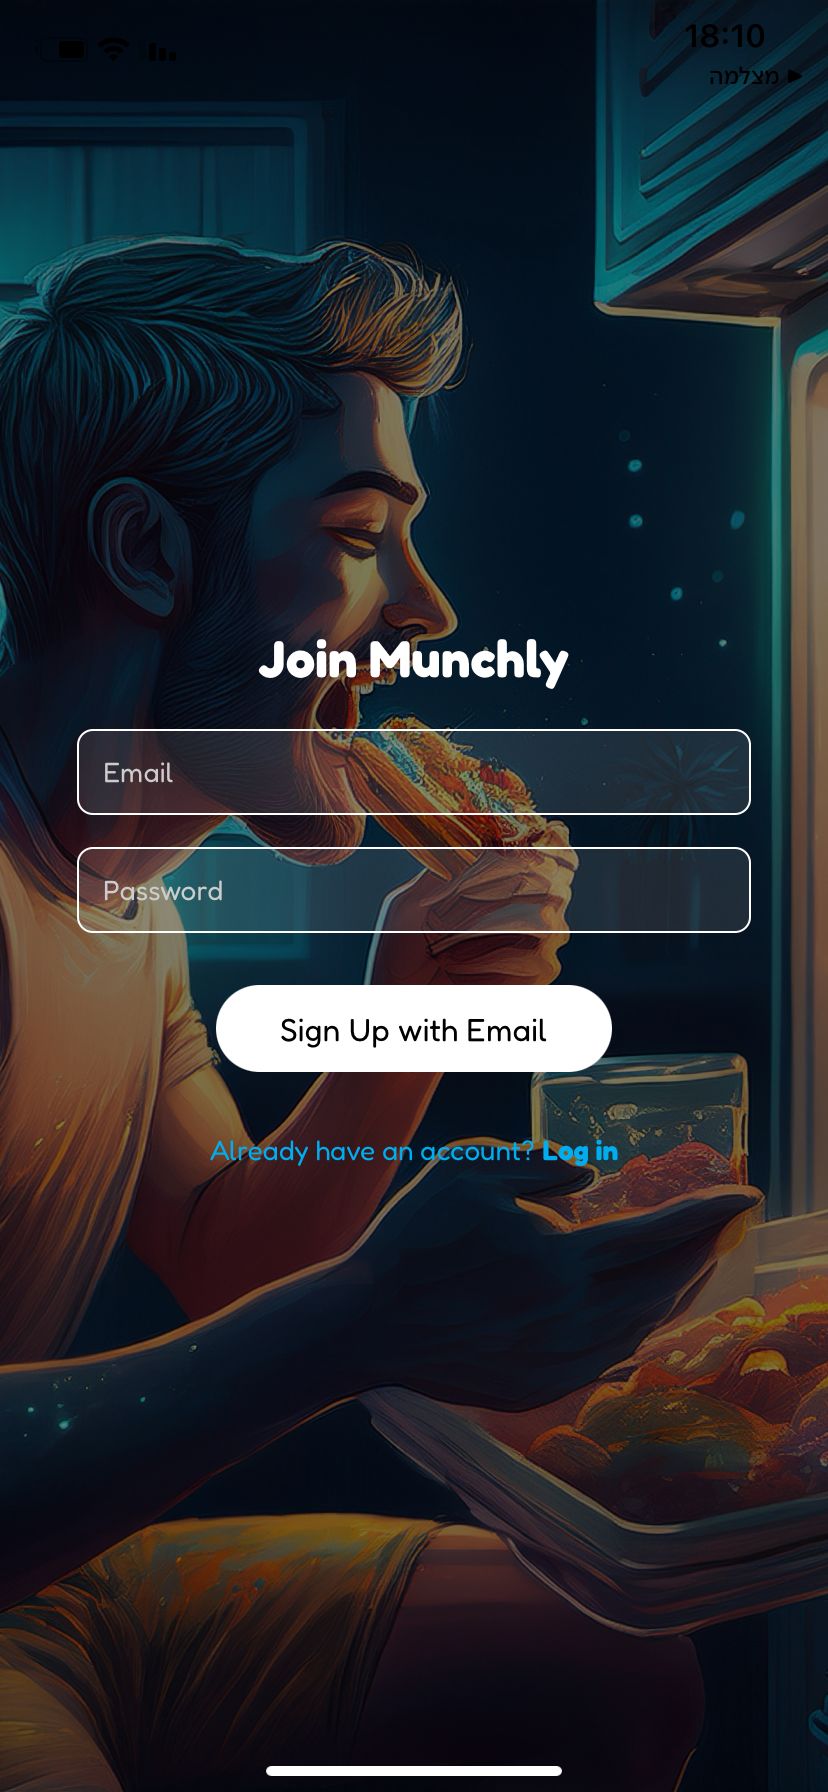 18:10
מצלמה
Join Munchly
Email
Password
Sign Up with Email
Already have an account? Log in